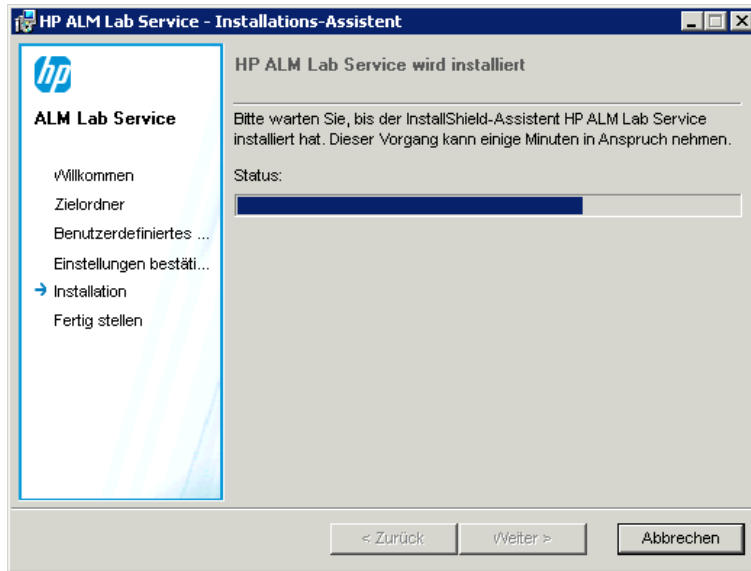 HP ALM Lab Service - Installations-Assistent
hp
ALM Lab Service
Willkommen
Zielordner
Benutzerdefiniertes ...
Einstellungen bestäti...
Installation
Fertig stellen
HP ALM Lab Service wird installiert
Bitte warten Sie, bis der InstallShield-Assistent HP ALM Lab Service
installiert hat. Dieser Vorgang kann einige Minuten in Anspruch nehmen.
Status:
< Zurück
Weiter >
Abbrechen